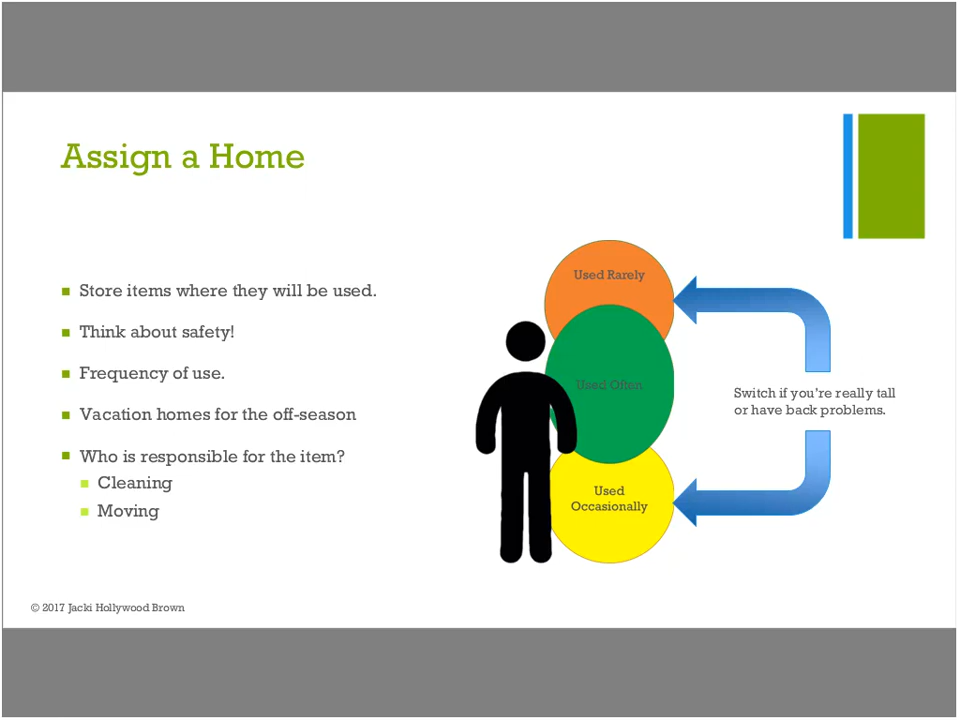 Assign a Home
Store items where they will be used.
Think about safety!
Frequency of use.
Vacation homes for the off-season
Who is responsible for the item?
Cleaning
Moving
Used Rarely
Used Often
Used
Occasionally
Switch if you're really tall
or have back problems.
© 2017 Jacki Hollywood Brown